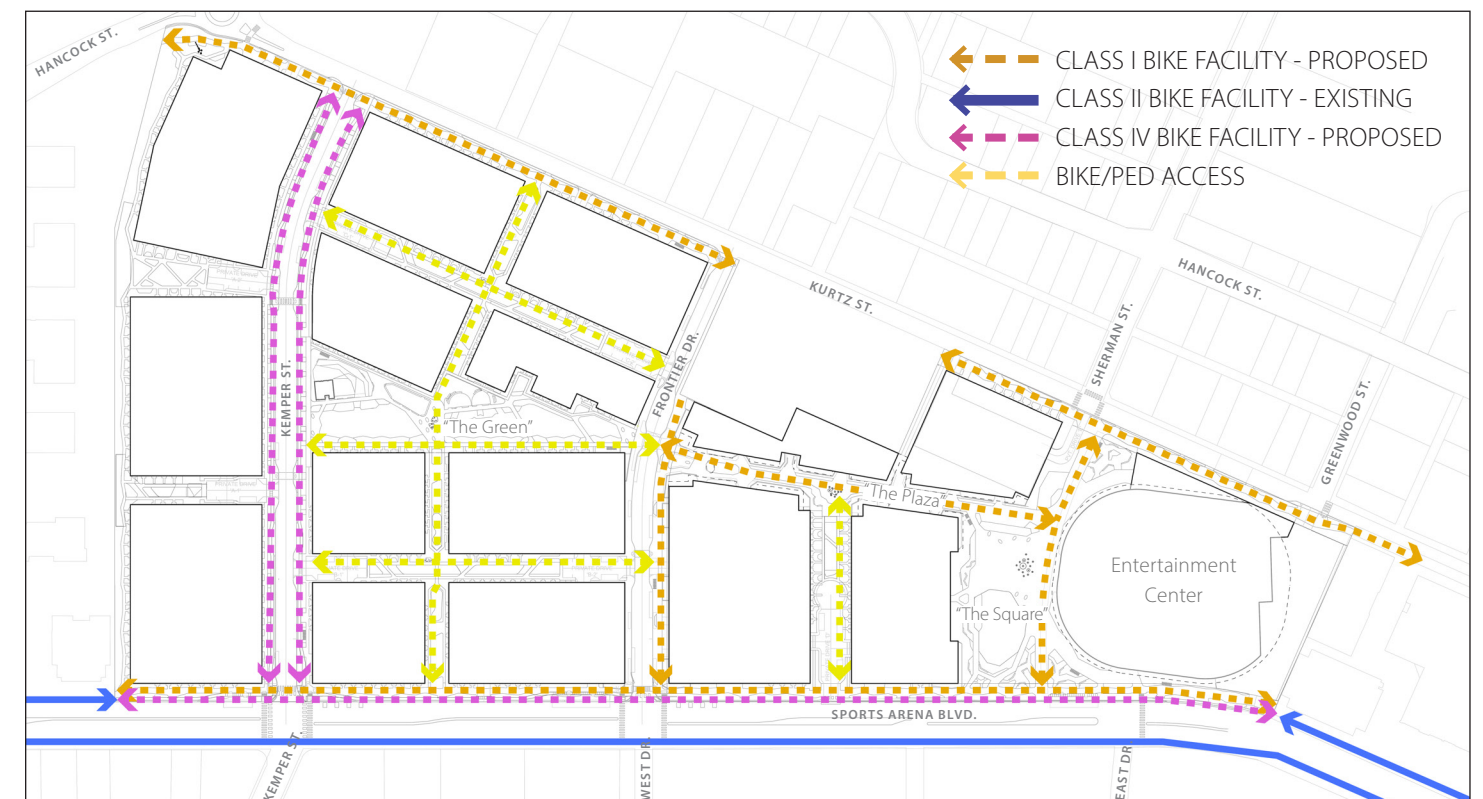 HANCOCK ST.
CLASS I BIKE FACILITY - PROPOSED
CLASS II BIKE FACILITY - EXISTING
CLASS IV BIKE FACILITY - PROPOSED
BIKE/PED ACCESS
HANCOCK ST.
KURTZ ST.
SHERMAN ST.
FRONTIER DR.
KEMPER ST.
GREENWOOD ST.
"The Green"
"The Plaza"
Entertainment
Center
"The Square"
SPORTS ARENA BLVD.
KEMPER ST.
WEST DR.
EAST DR.